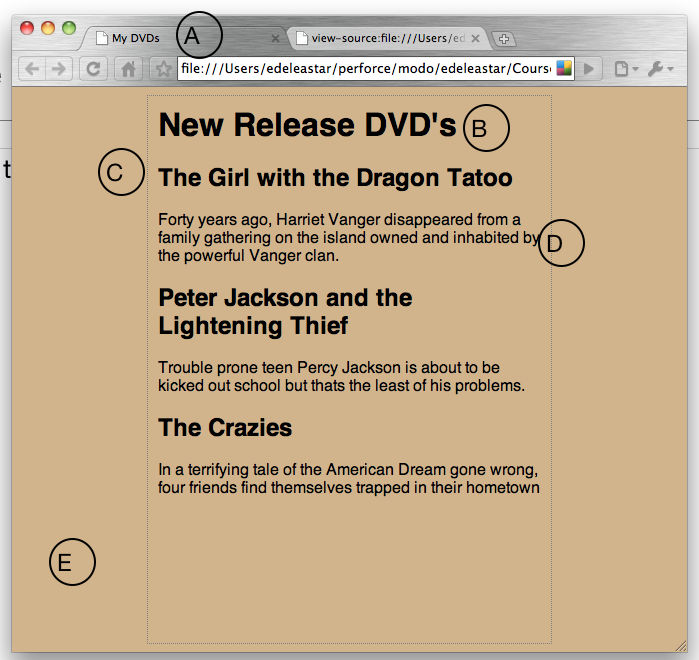 A
My DVDs
view-source:file:///Users/ed
file:///Users/edeleastar/perforce/modo/edeleastar/Cours
New Release DVD's
B
C
The Girl with the Dragon Tatoo
Forty years ago, Harriet Vanger disappeared from a
family gathering on the island owned and inhabited by
D
the powerful Vanger clan.
Peter Jackson and the
Lightening Thief
Trouble prone teen Percy Jackson is about to be
kicked out school but thats the least of his problems.
The Crazies
In a terrifying tale of the American Dream gone wrong,
four friends find themselves trapped in their hometown
E
t